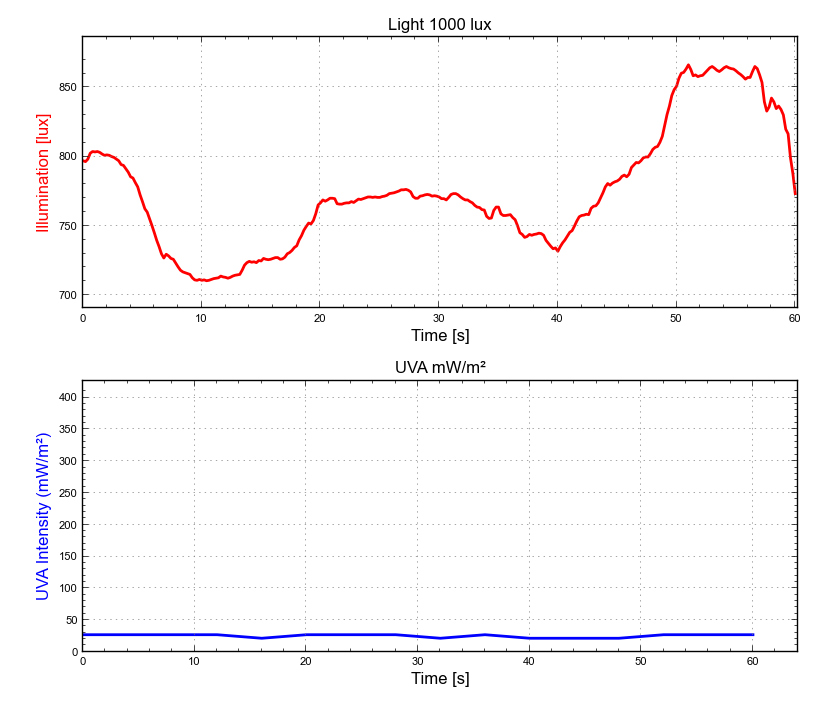 Light 1000 lux
Illumination [lux]
850
800
750
700
0 10 20 30 40 50 60
Time [s]
UVA mW/m²
UVA Intensity (mW/m²)
400
350
300
250
200
150
100
50
0
0 10 20 30 40 50 60
Time [s]